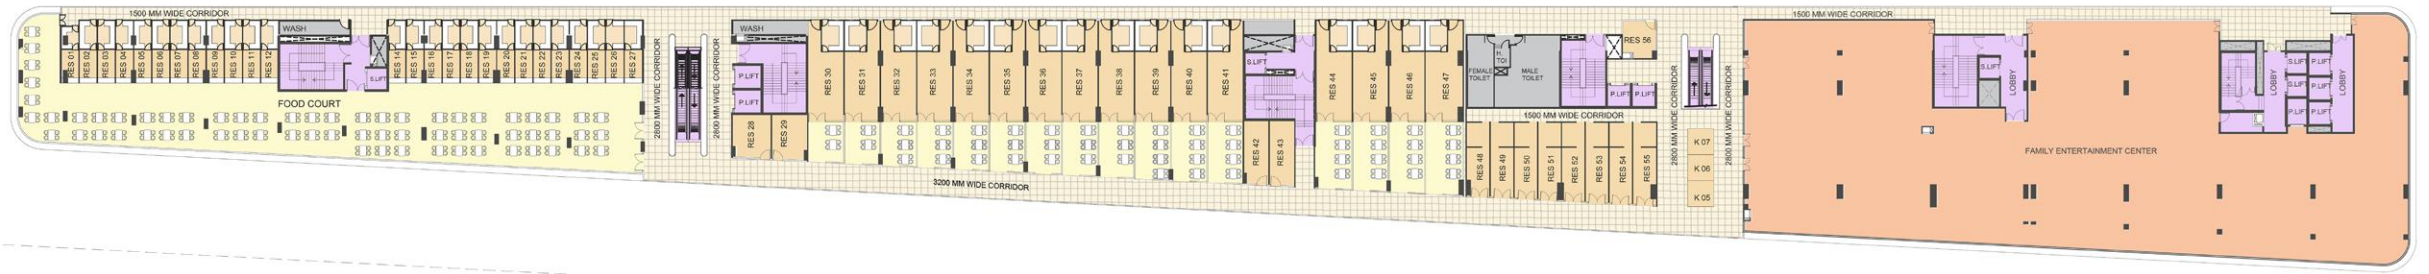 1500 MM WIDE CORRIDOR
WASH
RES 01
RES 02
RES 03
RES 04
RES 05
RES 06
RES 07
RES 08
RES 09
RES 10
RES 11
RES 12
S.LIFT
RES 14
RES 15
RES 16
RES 17
RES 18
RES 19
RES 20
RES 21
RES 22
RES 23
RES 24
RES 25
RES 26
RES 27
FOOD COURT
2800 MM WIDE CORRIDOR
2800 MM WIDE CORRIDOR
WASH
P.LIFT
P.LIFT
RES 28
RES 29
RES 30
RES 31
RES 32
RES 33
RES 34
RES 35
RES 36
RES 37
RES 38
RES 39
RES 40
RES 41
S.LIFT
RES 42
RES 43
RES 44
RES 45
RES 46
RES 47
3200 MM WIDE CORRIDOR
FEMALE
TOILET
H.
TOI
MALE
TOILET
P.LIFT
P.LIFT
RES 56
1500 MM WIDE CORRIDOR
RES 48
RES 49
RES 50
RES 51
RES 52
RES 53
RES 54
RES 55
2800 MM WIDE CORRIDOR
K 07
K 06
K 05
2800 MM WIDE CORRIDOR
1500 MM WIDE CORRIDOR
S.LIFT
LOBBY
FAMILY ENTERTAINMENT CENTER
LOBBY
S.LIFT
S.LIFT
P.LIFT
P.LIFT
P.LIFT
P.LIFT
LOBBY